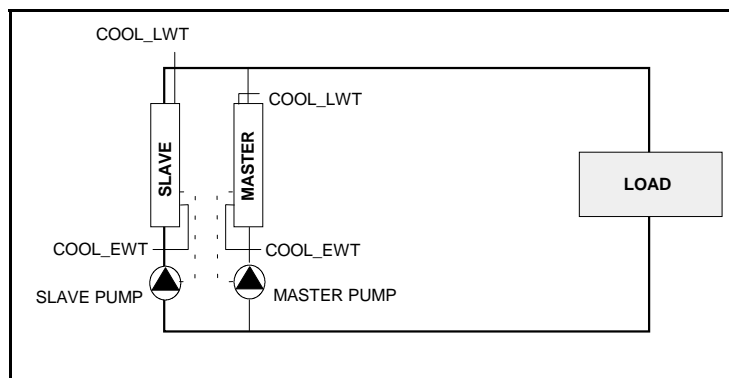 COOL_LWT
COOL_LWT
SLAVE
MASTER
LOAD
COOL_EWT
COOL_EWT
SLAVE PUMP
MASTER PUMP